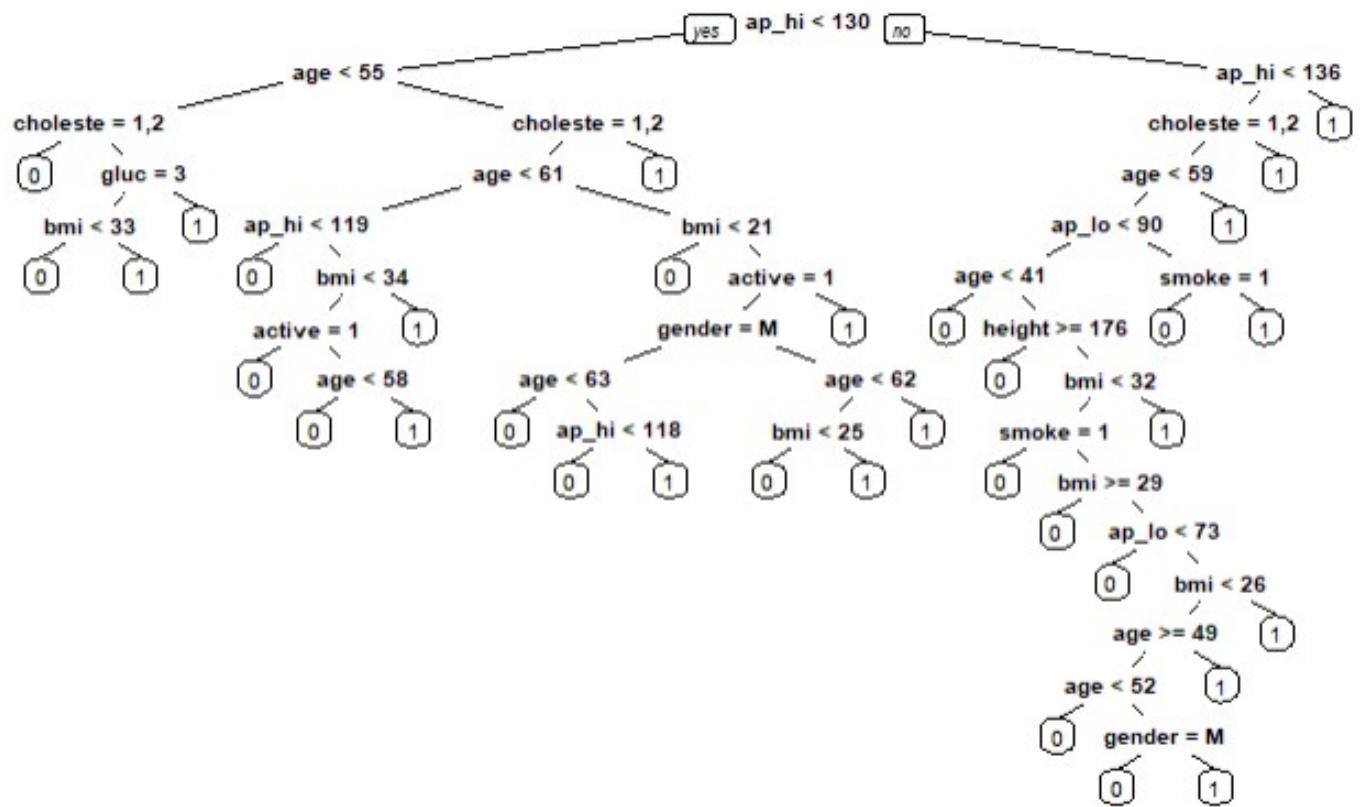 yes ap_hi < 130 no
age < 55 ap_hi < 136
choleste = 1,2 choleste = 1,2 choleste = 1,2 1
0 gluc = 3 age < 61 1 age < 59 1
bmi < 33 1 ap_hi < 119 bmi < 21 ap_lo < 90 1
0 1 0 bmi < 34 0 active = 1 age < 41 smoke = 1
active = 1 1 gender = M 1 0 height >= 176 0 1
0 age < 58 age < 63 age < 62 0 bmi < 32
0 1 0 ap_hi < 118 bmi < 25 1 smoke = 1 1
0 1 0 1 0 bmi >= 29
0 ap_lo < 73
0 bmi < 26
age >= 49 1
age < 52 1
0 gender = M
0 1